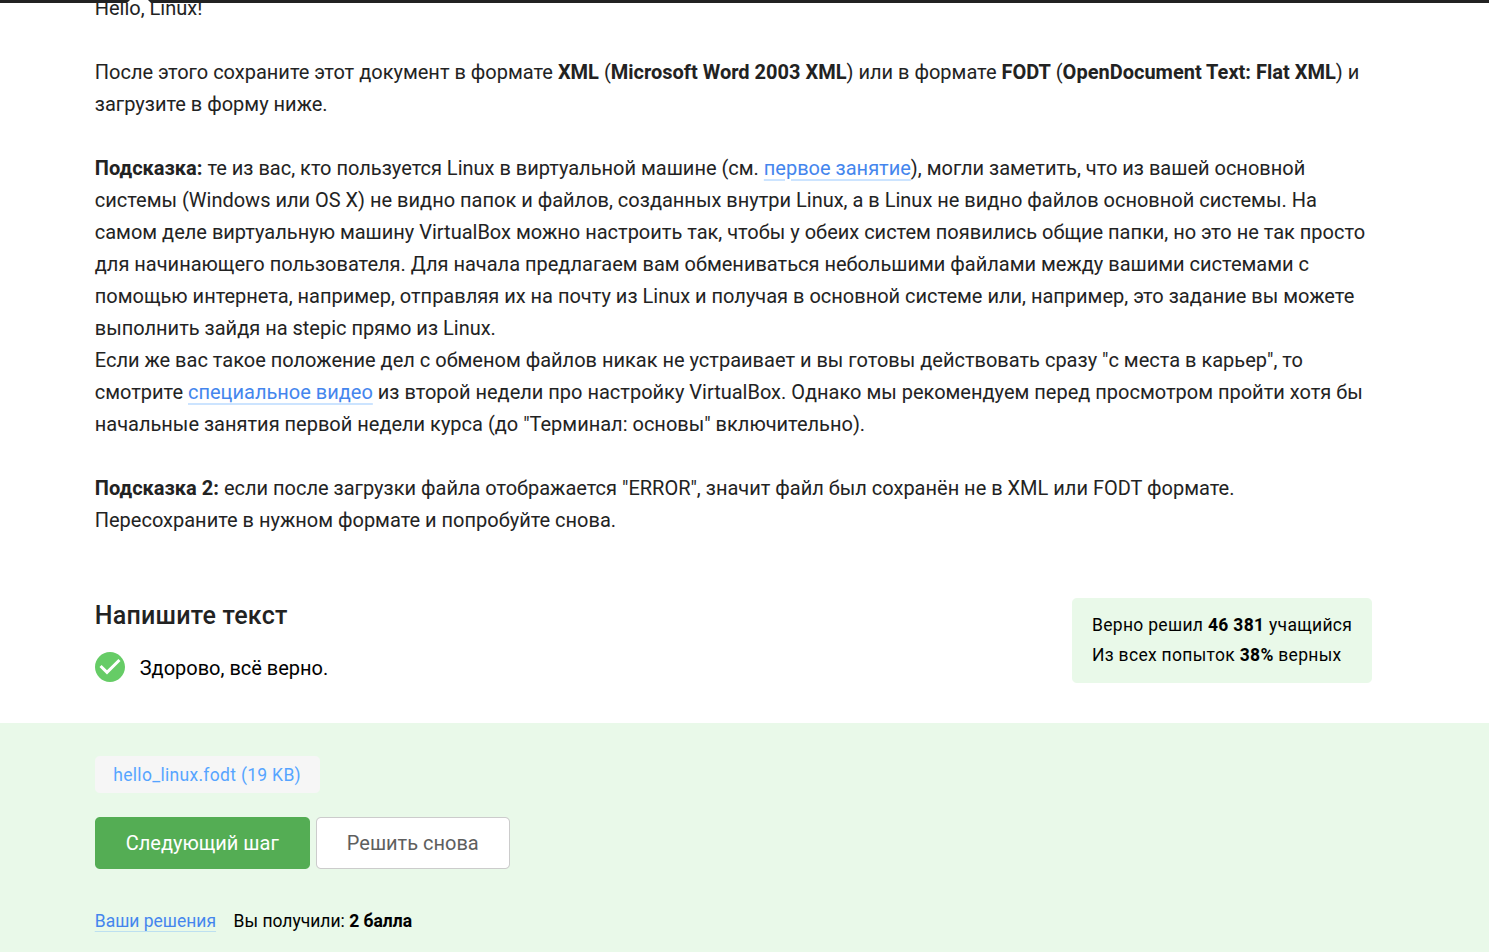 Hello, Linux!
После этого сохраните этот документ в формате XML (Microsoft Word 2003 XML) или в формате FODT (OpenDocument Text: Flat XML) и
загрузите в форму ниже.
Подсказка: те из вас, кто пользуется Linux в виртуальной машине (см. первое занятие), могли заметить, что из вашей основной
системы (Windows или OS X) не видно папок и файлов, созданных внутри Linux, а в Linux не видно файлов основной системы. На
самом деле виртуальную машину VirtualBox можно настроить так, чтобы у обеих систем появились общие папки, но это не так просто
для начинающего пользователя. Для начала предлагаем вам обмениваться небольшими файлами между вашими системами с
помощью интернета, например, отправляя их на почту из Linux и получая в основной системе или, например, это задание вы можете
выполнить зайдя на stepic прямо из Linux.
Если же вас такое положение дел с обменом файлов никак не устраивает и вы готовы действовать сразу "с места в карьер", то
смотрите специальное видео из второй недели про настройку VirtualBox. Однако мы рекомендуем перед просмотром пройти хотя бы
начальные занятия первой недели курса (до "Терминал: основы" включительно).
Подсказка 2: если после загрузки файла отображается "ERROR", значит файл был сохранён не в XML или FODT формате.
Пересохраните в нужном формате и попробуйте снова.
Напишите текст
Здорово, всё верно.
Верно решил 46 381 учащийся
Из всех попыток 38% верных
hello_linux.fodt (19 KB)
Следующий шаг
Решить снова
Ваши решения
Вы получили: 2 балла